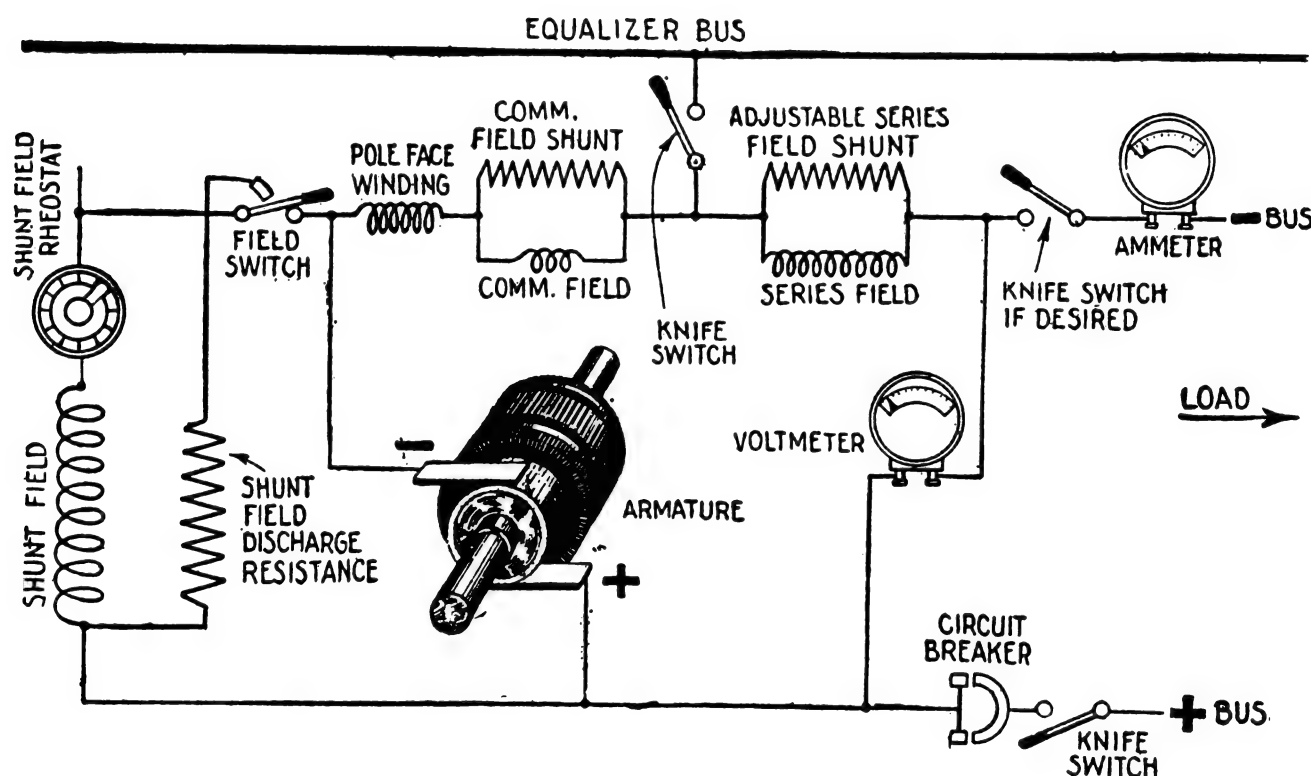 EQUALIZER BUS
COMM.
FIELD SHUNT
ADJUSTABLE SERIES
FIELD SHUNT
POLE FACE
WINDING
SHUNT FIELD
RHEOSTAT
FIELD
SWITCH
COMM. FIELD
SERIES FIELD
KNIFE
SWITCH
AMMETER
- BUS
KNIFE SWITCH
IF DESIRED
LOAD
VOLTMETER
SHUNT FIELD
SHUNT
FIELD
DISCHARGE
RESISTANCE
-
ARMATURE
+
CIRCUIT
BREAKER
+ BUS.
KNIFE
SWITCH